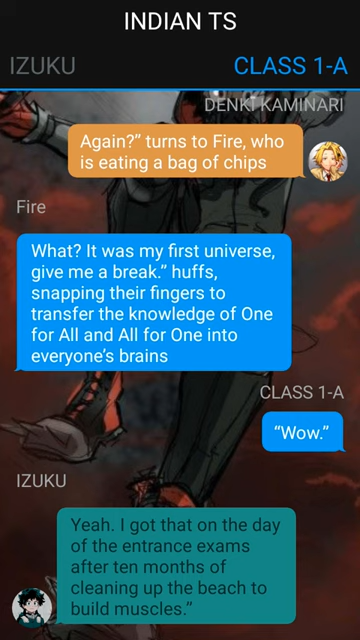 INDIAN TS
IZUKU
CLASS 1-A
DENKI KAMINARI
Again?” turns to Fire, who
is eating a bag of chips
Fire
What? It was my first universe,
give me a break.” huffs,
snapping their fingers to
transfer the knowledge of One
for All and All for One into
everyone’s brains
CLASS 1-A
“Wow.”
IZUKU
Yeah. I got that on the day
of the entrance exams
after ten months of
cleaning up the beach to
build muscles.”